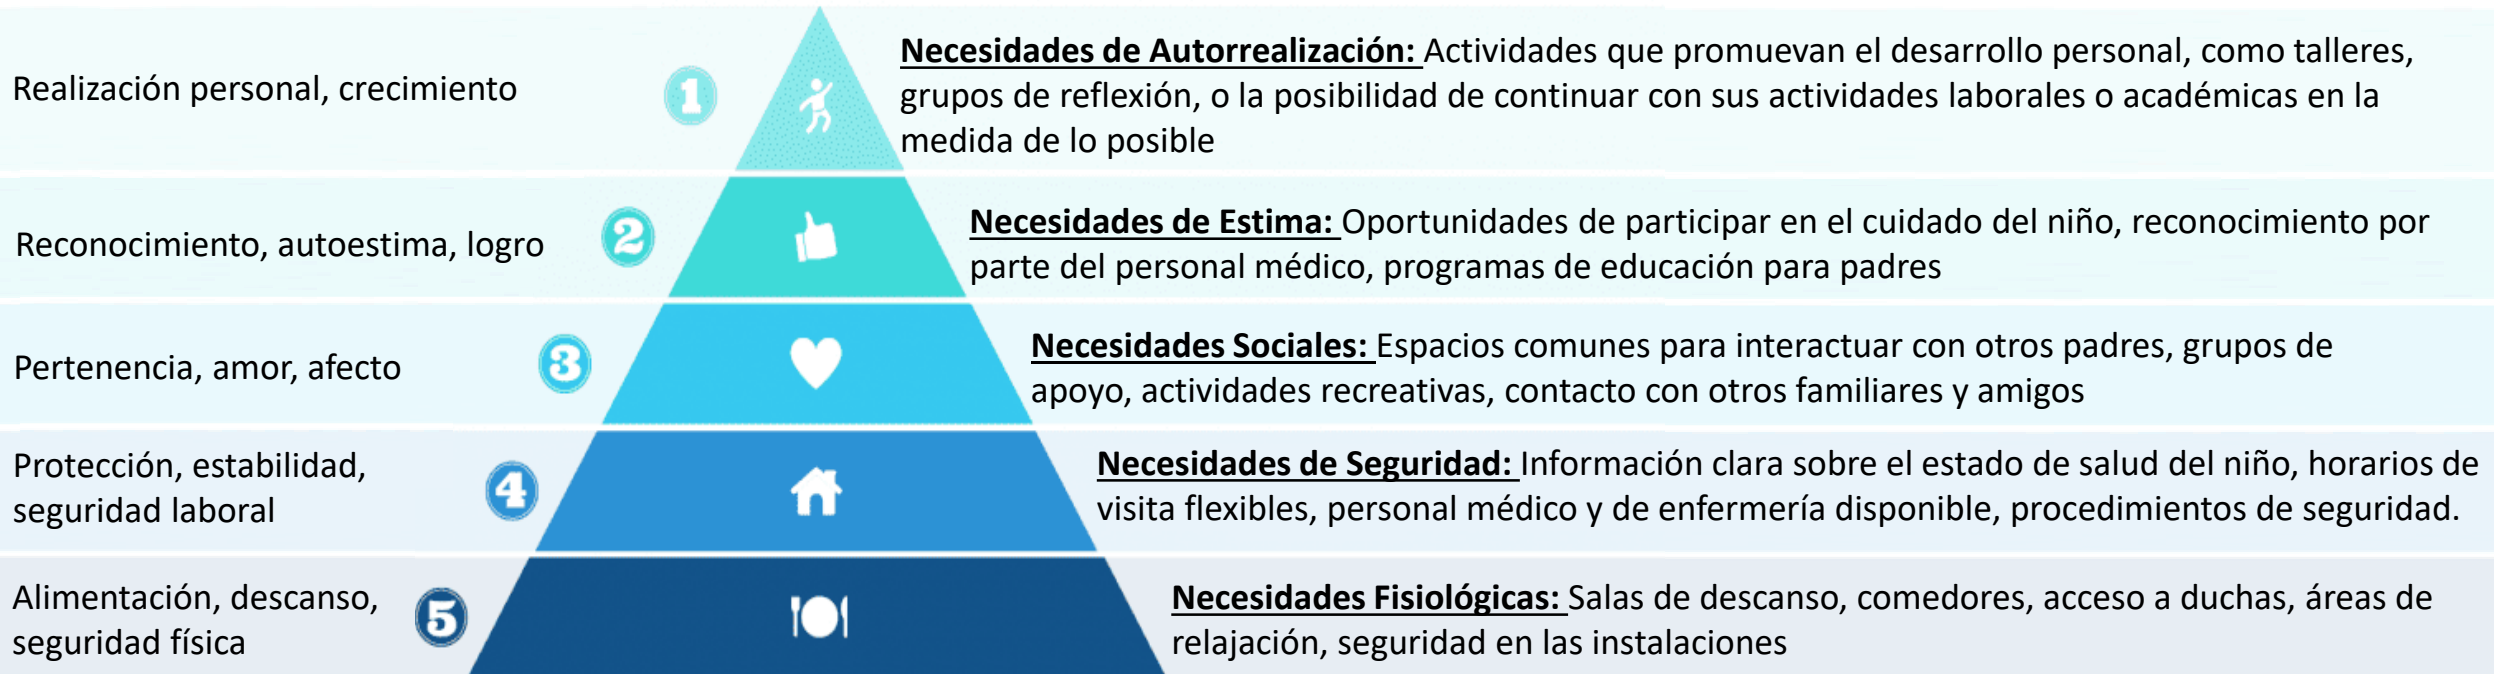 Realización personal, crecimiento
1
Necesidades de Autorrealización: Actividades que promuevan el desarrollo personal, como talleres,
grupos de reflexión, o la posibilidad de continuar con sus actividades laborales o académicas en la
medida de lo posible
Reconocimiento, autoestima, logro
2
Necesidades de Estima: Oportunidades de participar en el cuidado del niño, reconocimiento por
parte del personal médico, programas de educación para padres
Pertenencia, amor, afecto
3
Necesidades Sociales: Espacios comunes para interactuar con otros padres, grupos de
apoyo, actividades recreativas, contacto con otros familiares y amigos
Protección, estabilidad,
seguridad laboral
4
Necesidades de Seguridad: Información clara sobre el estado de salud del niño, horarios de
visita flexibles, personal médico y de enfermería disponible, procedimientos de seguridad.
Alimentación, descanso,
seguridad física
5
Necesidades Fisiológicas: Salas de descanso, comedores, acceso a duchas, áreas de
relajación, seguridad en las instalaciones